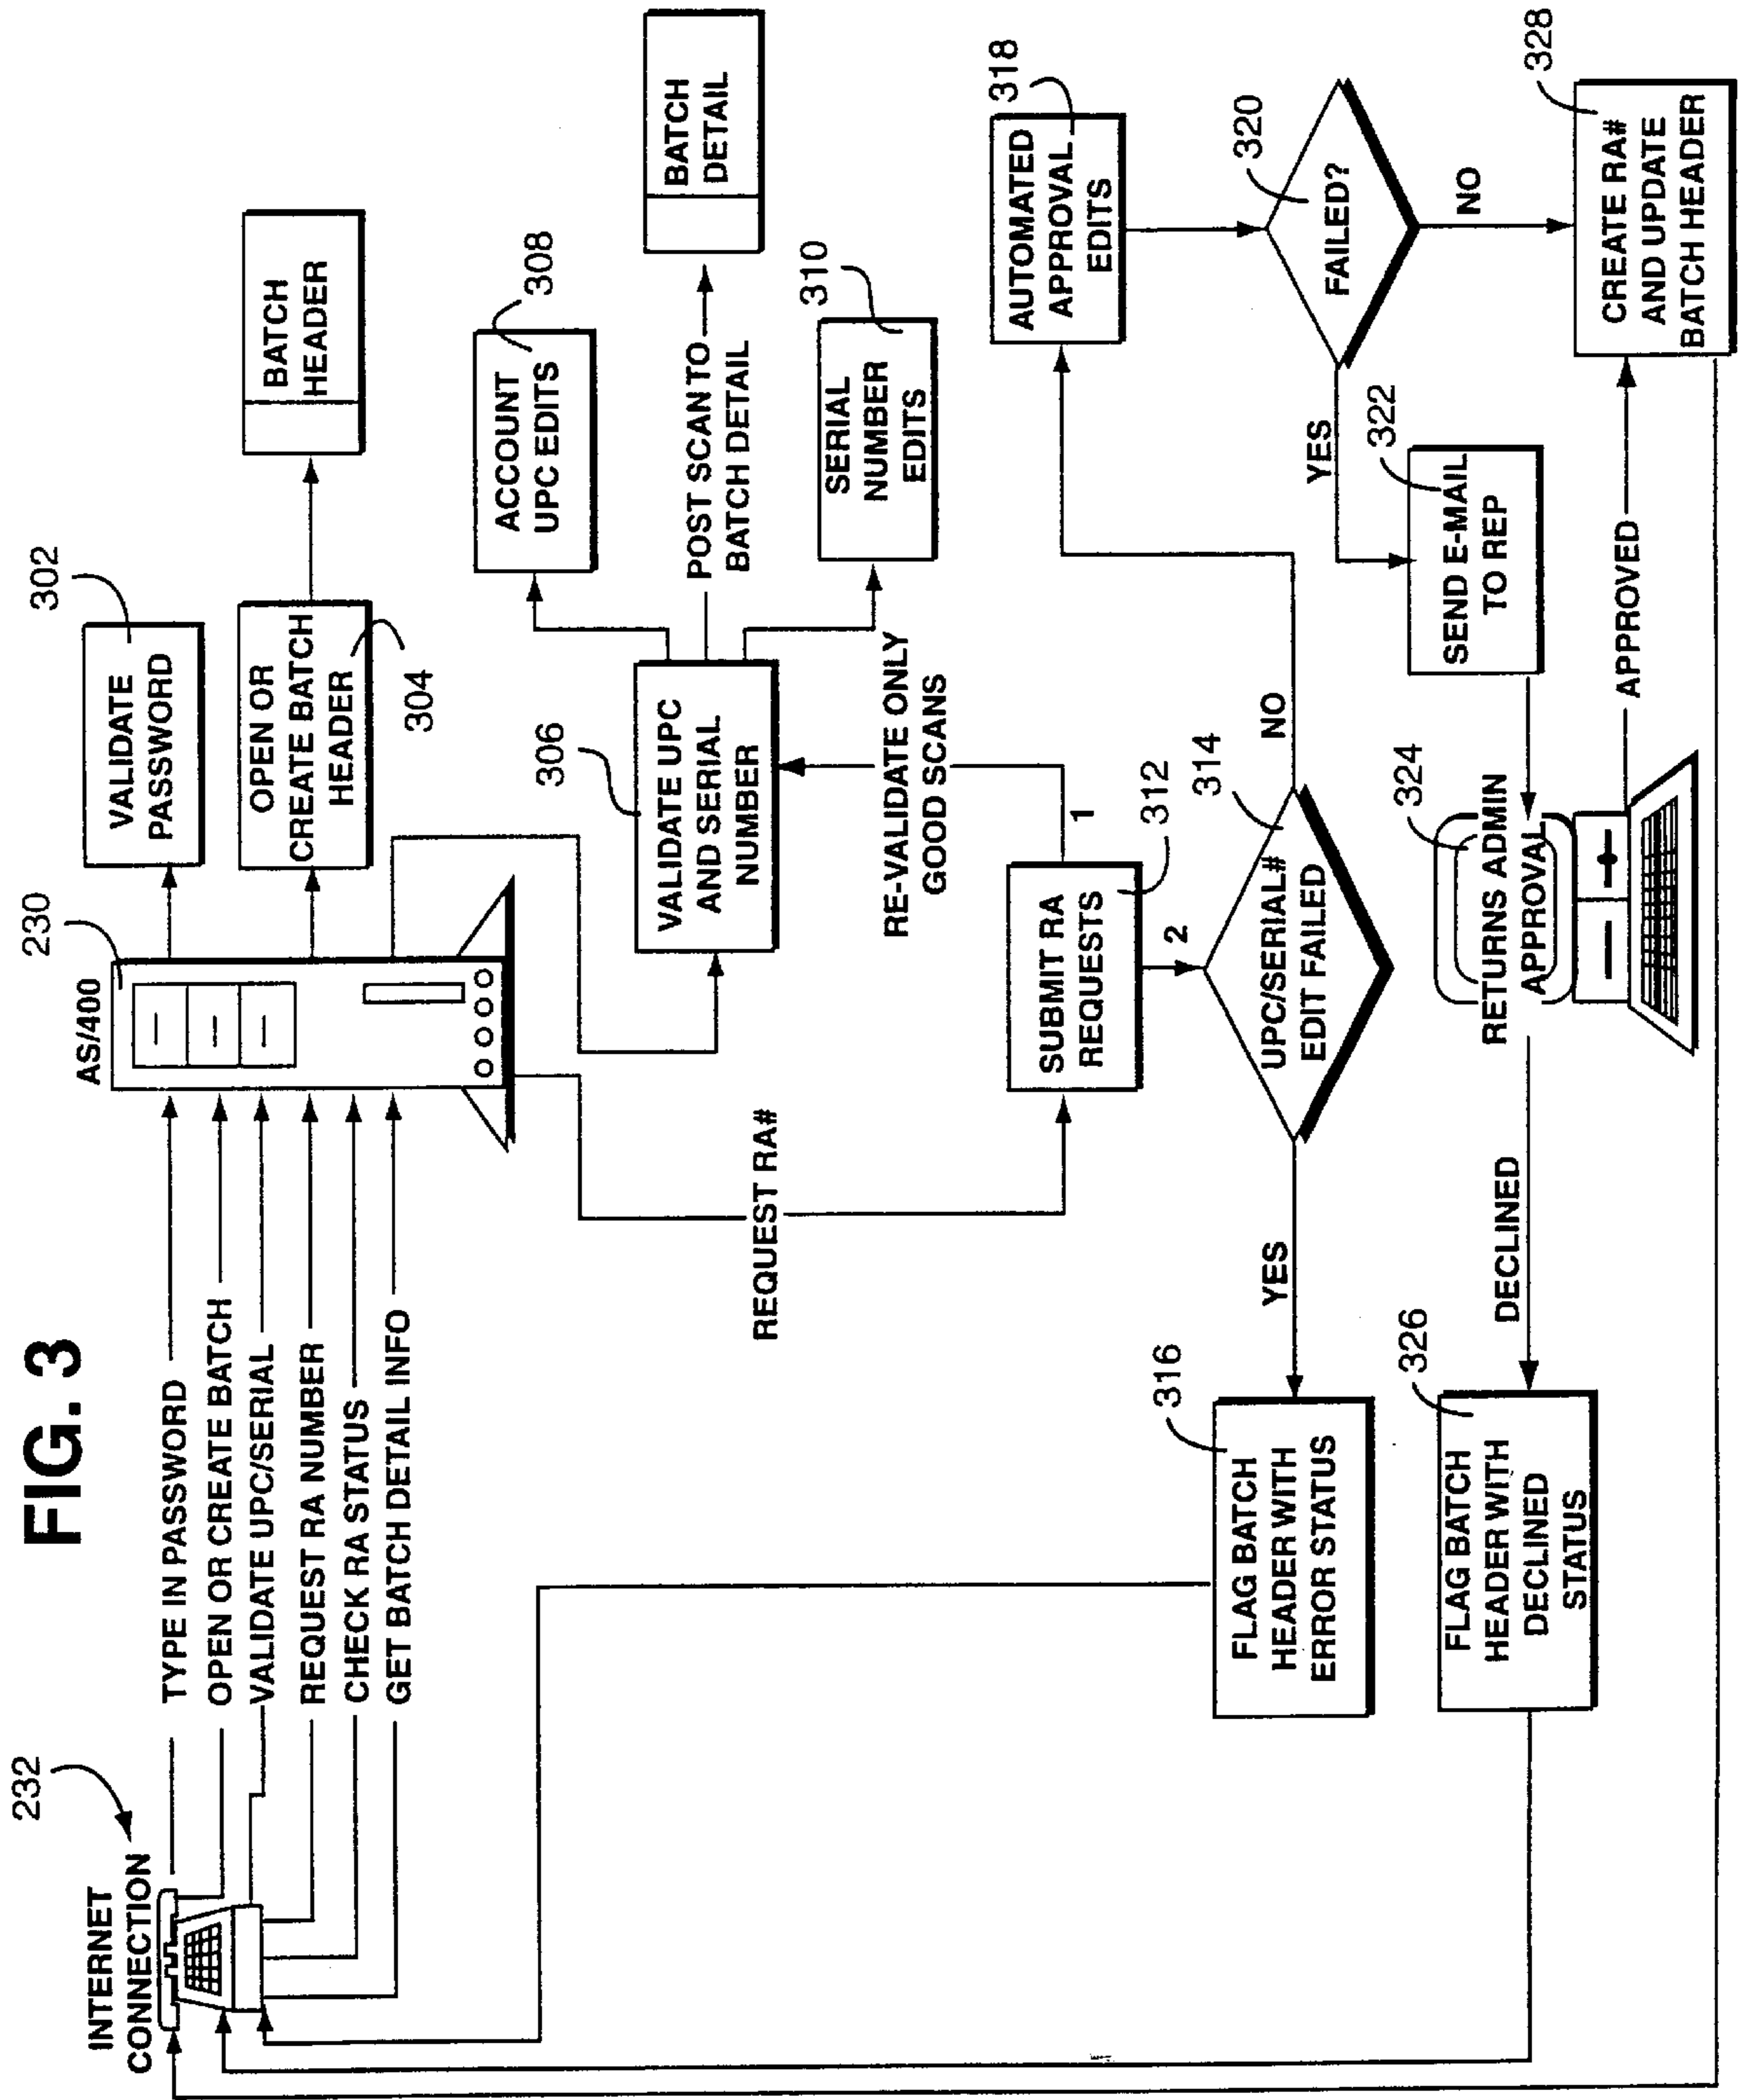 FIG. 3
232
INTERNET
CONNECTION
TYPE IN PASSWORD
OPEN OR CREATE BATCH
VALIDATE UPC/SERIAL
REQUEST RA NUMBER
CHECK RA STATUS
GET BATCH DETAIL INFO
230
AS/400
302
VALIDATE
PASSWORD
OPEN OR
CREATE BATCH
HEADER
304
BATCH
HEADER
306
VALIDATE UPC
AND SERIAL
NUMBER
308
ACCOUNT
UPC EDITS
POST SCAN TO
BATCH DETAIL
BATCH
DETAIL
310
SERIAL
NUMBER
EDITS
RE-VALIDATE ONLY
GOOD SCANS
REQUEST RA#
1
312
SUBMIT RA
REQUESTS
2
314
UPC/SERIAL#
EDIT FAILED
YES
NO
316
FLAG BATCH
HEADER WITH
ERROR STATUS
318
AUTOMATED
APPROVAL
EDITS
320
FAILED?
YES
NO
322
SEND E-MAIL
TO REP
324
RETURNS ADMIN
APPROVAL
DECLINED
APPROVED
326
FLAG BATCH
HEADER WITH
DECLINED
STATUS
328
CREATE RA#
AND UPDATE
BATCH HEADER